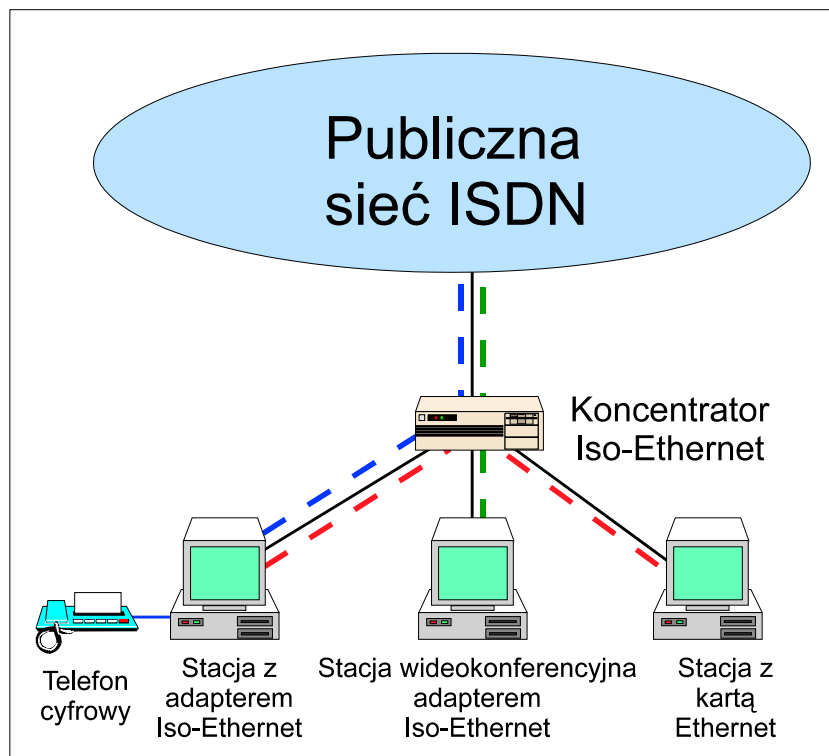 Publiczna
sieć ISDN
Koncentrator
Iso-Ethernet
Telefon
cyfrowy
Stacja z
adapterem
Iso-Ethernet
Stacja wideokonferencyjna
adapterem
Iso-Ethernet
Stacja z
kartą
Ethernet